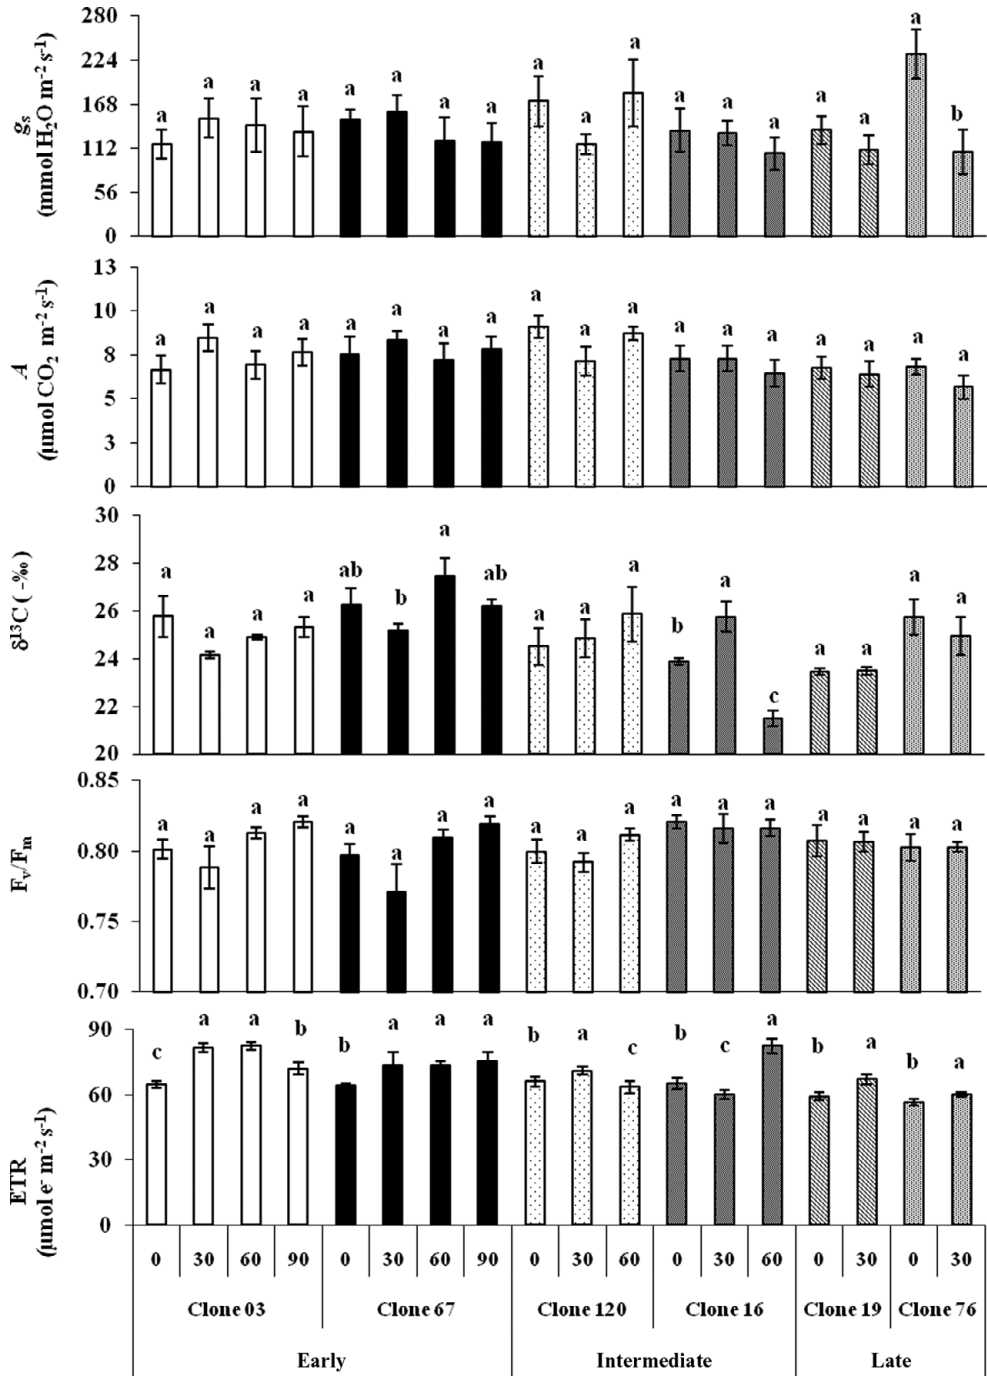 280
224
168
112
56
0
gs
(mmol H₂O m⁻² s⁻¹)
a a a a a a a a a a a a a a a a a b
13
10
8
5
3
0
A
(µmol CO₂ m⁻² s⁻¹)
a a a a a a a a a a a a a a a a a a
30
28
26
24
22
20
δ¹³C ( -‰)
a a a a ab b a ab a a a b a c a a a a
0.85
0.80
0.75
0.70
Fv/Fm
a a a a a a a a a a a a a a a a a a
90
60
30
0
ETR
(µmol e⁻ m⁻² s⁻¹)
c a a b b a a a b a c b c a b a b a
0 30 60 90 0 30 60 90 0 30 60 0 30 60 0 30 0 30
Clone 03 Clone 67 Clone 120 Clone 16 Clone 19 Clone 76
Early Intermediate Late